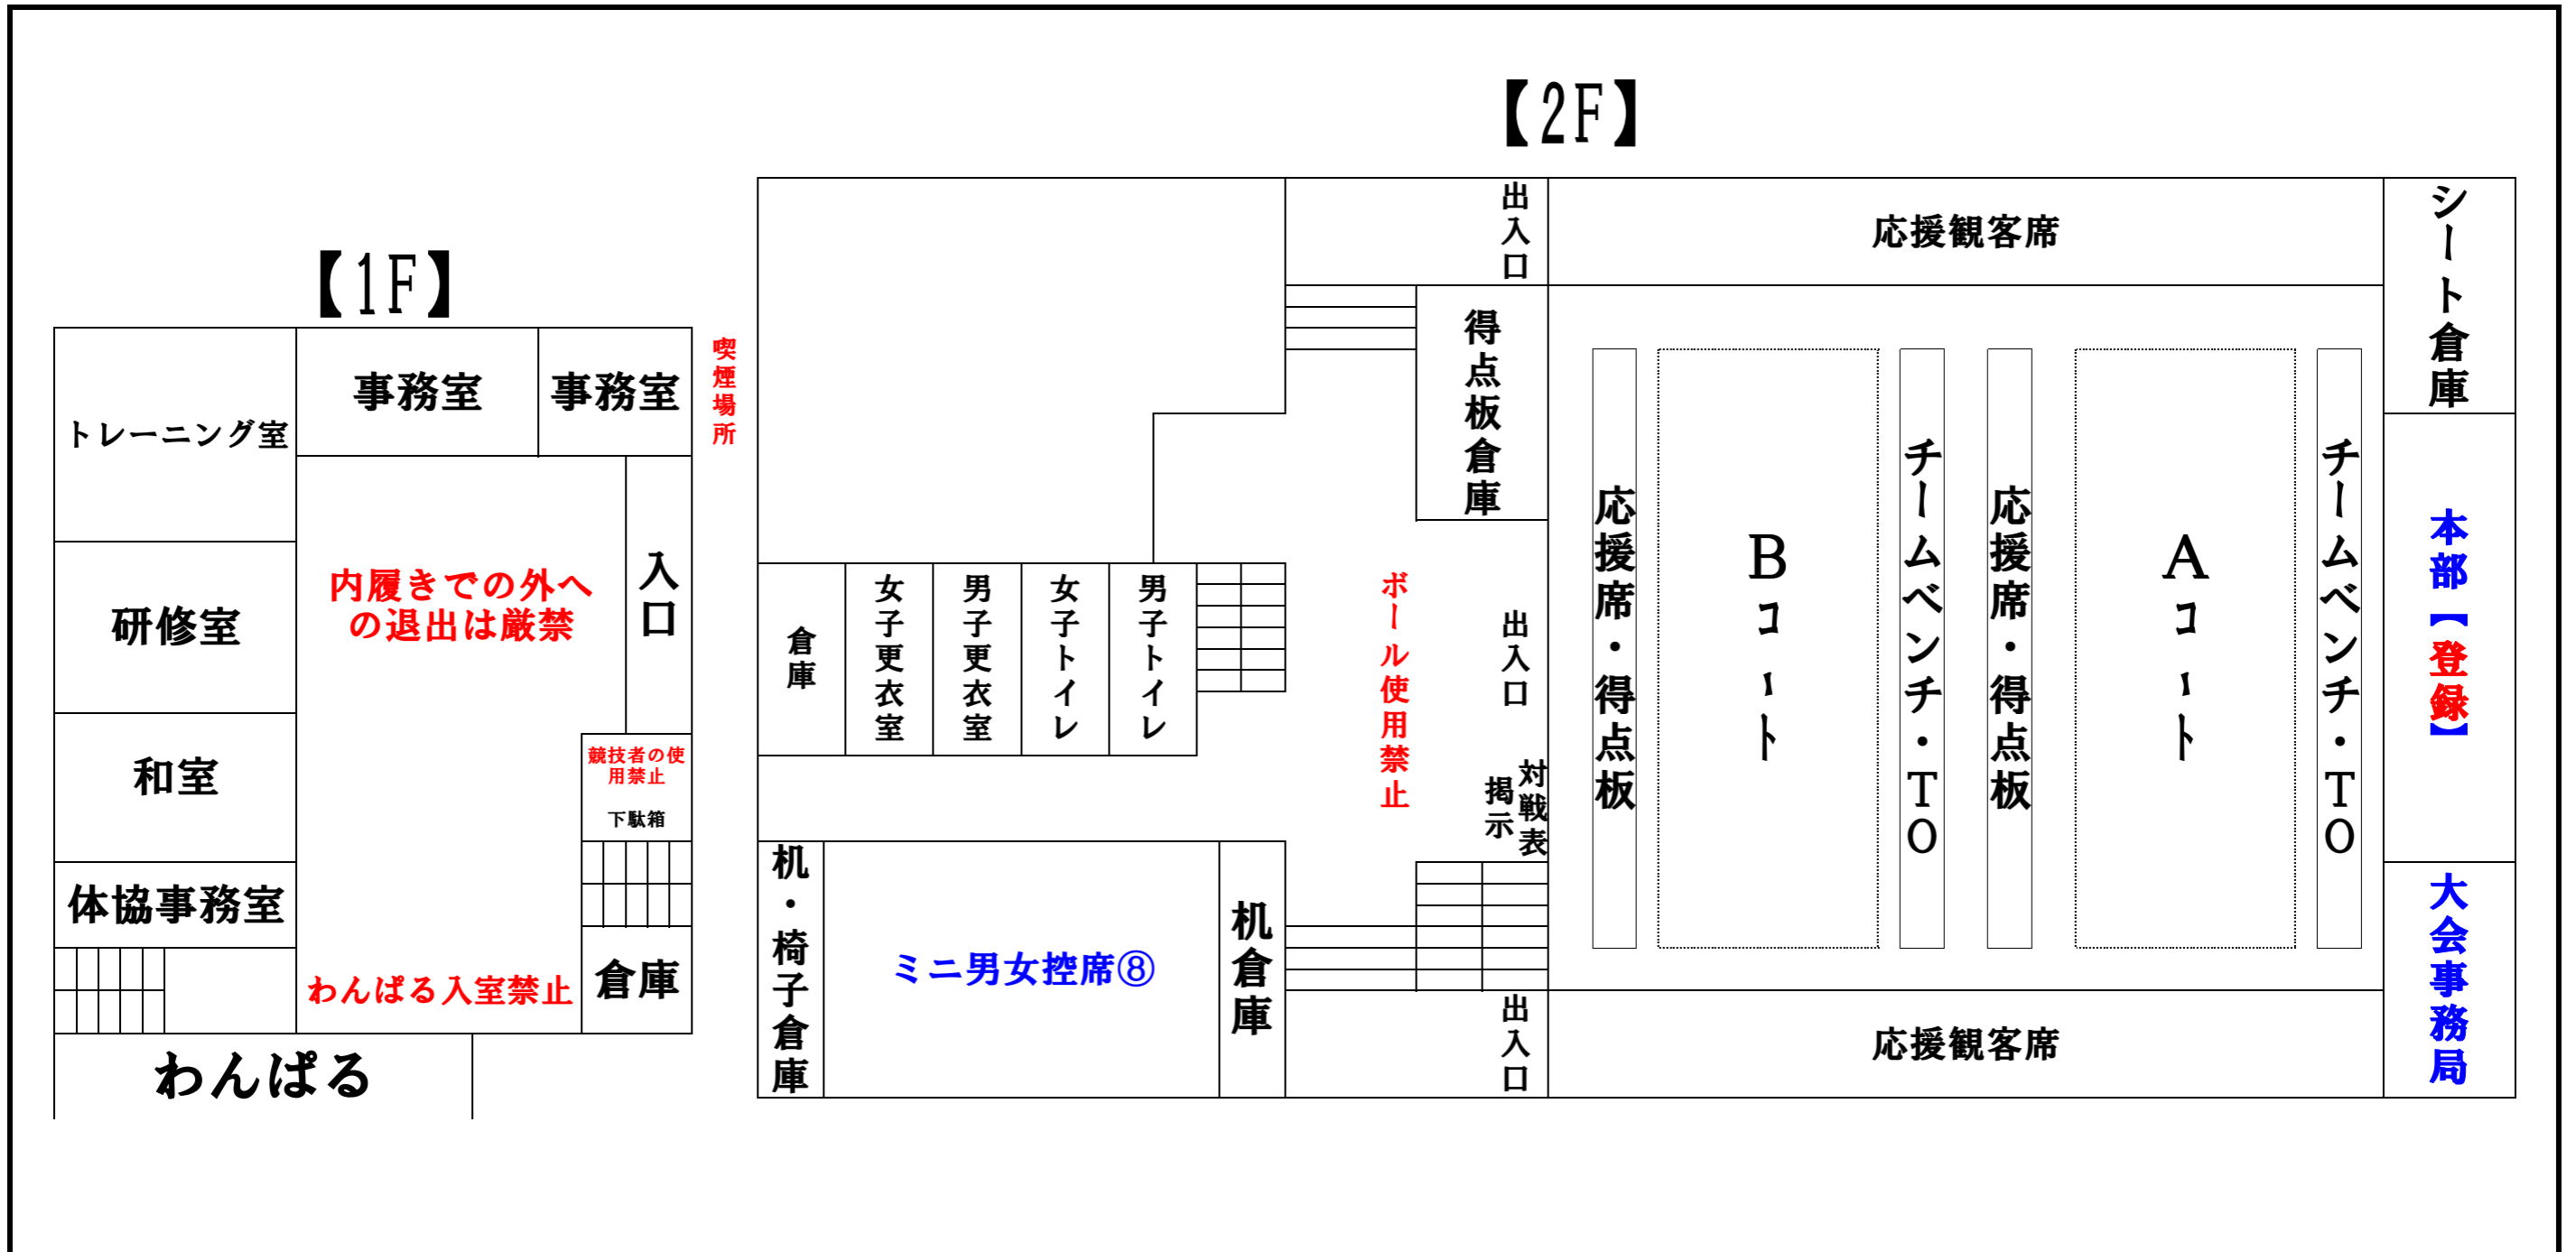 【2F】
【1F】
トレーニング室
事務室
事務室
喫煙場所
研修室
内履きでの外へ
の退出は厳禁
入口
和室
競技者の使
用禁止
下駄箱
体協事務室
わんぱる入室禁止
倉庫
わんぱる
出入口
応援観客席
シート倉庫
得点板倉庫
倉庫
女子更衣室
男子更衣室
女子トイレ
男子トイレ
ボール使用禁止
出入口
対戦表
掲示
応援席・得点板
Bコート
チームベンチ・TO
応援席・得点板
Aコート
チームベンチ・TO
本部【登録】
机・椅子倉庫
ミニ男女控席⑧
机倉庫
出入口
応援観客席
大会事務局